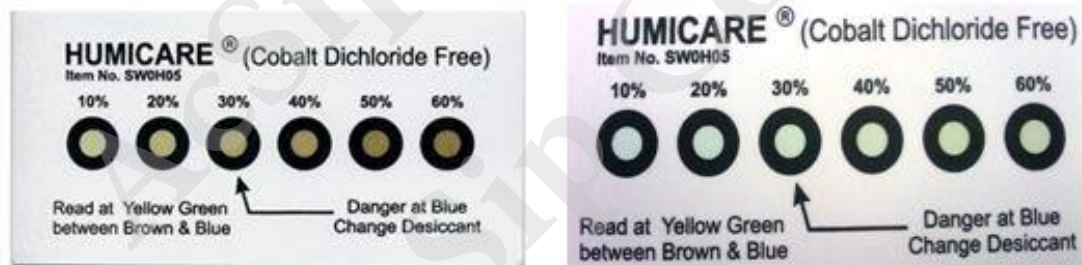 HUMICARE ® (Cobalt Dichloride Free)
Item No. SW0H05
10% 20% 30% 40% 50% 60%
Read at Yellow Green
between Brown & Blue
Danger at Blue
Change Desiccant
HUMICARE ® (Cobalt Dichloride Free)
Item No. SW0H05
10% 20% 30% 40% 50% 60%
Read at Yellow Green
between Brown & Blue
Danger at Blue
Change Desiccant